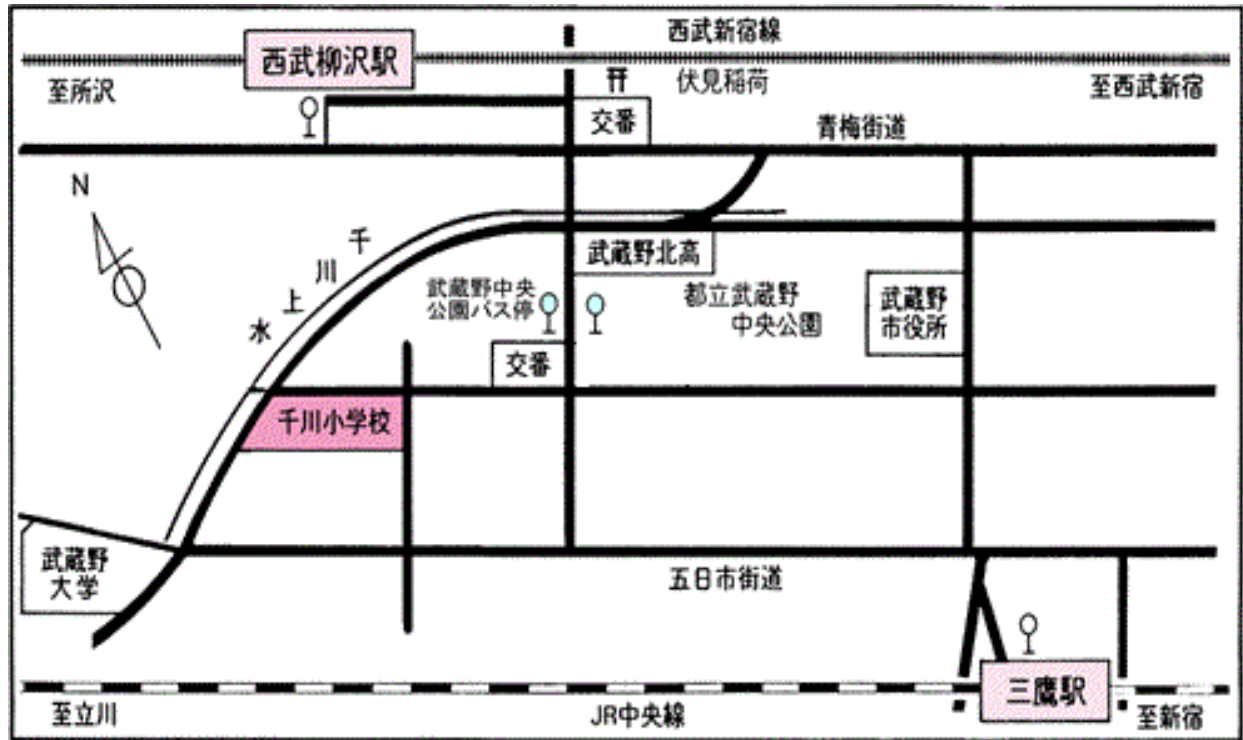 西武新宿線
西武柳沢駅
至所沢
伏見稲荷
至西武新宿
交番
青梅街道
N
千川上水
武蔵野北高
武蔵野中央
公園バス停
都立武蔵野
中央公園
武蔵野
市役所
交番
千川小学校
武蔵野
大学
五日市街道
三鷹駅
至立川
JR中央線
至新宿